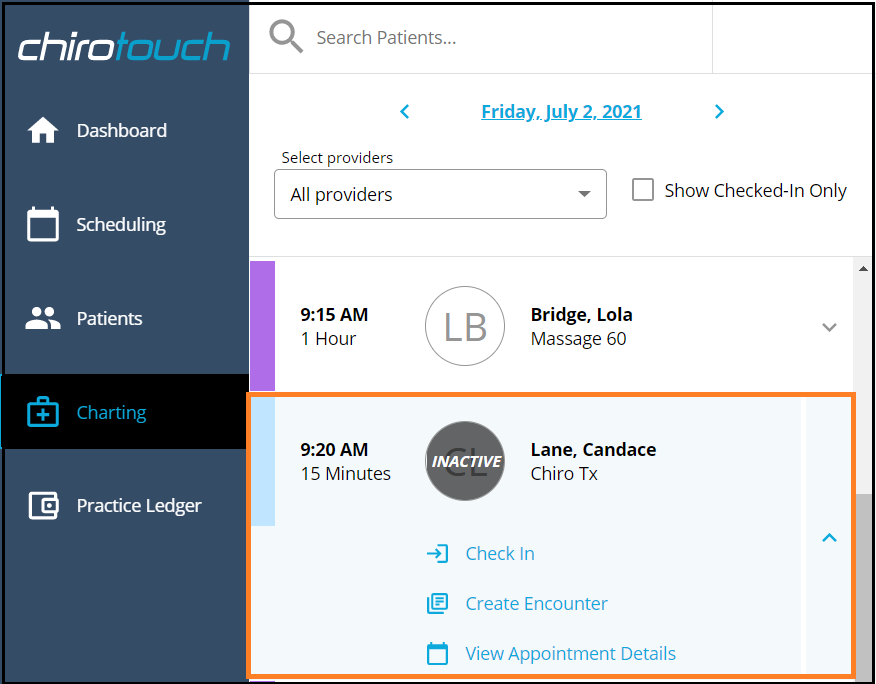 chirotouch
Search Patients...
Dashboard
Scheduling
Patients
Charting
Practice Ledger
Friday, July 2, 2021
Select providers
All providers
Show Checked-In Only
9:15 AM
1 Hour
LB
Bridge, Lola
Massage 60
9:20 AM
15 Minutes
CL
INACTIVE
Lane, Candace
Chiro Tx
Check In
Create Encounter
View Appointment Details